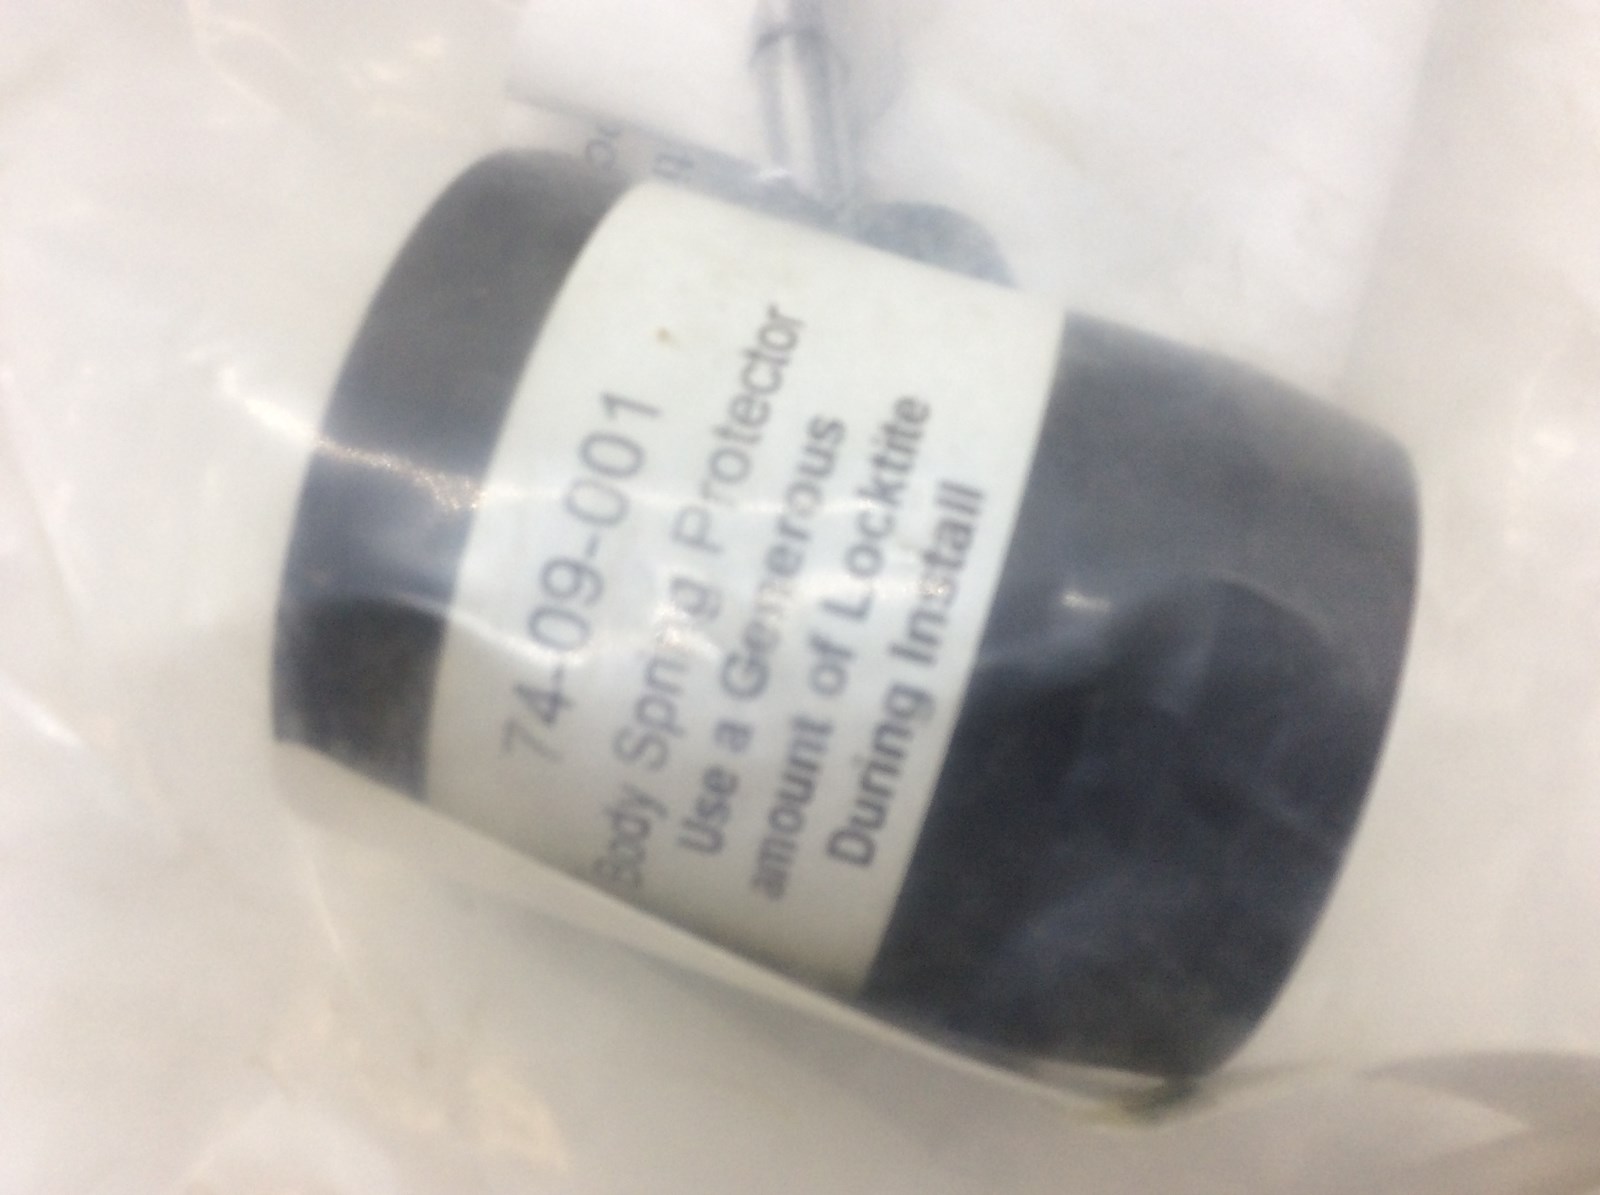 74-09-001
Body Spring Protector
Use a Generous
amount of Locktite
During Install